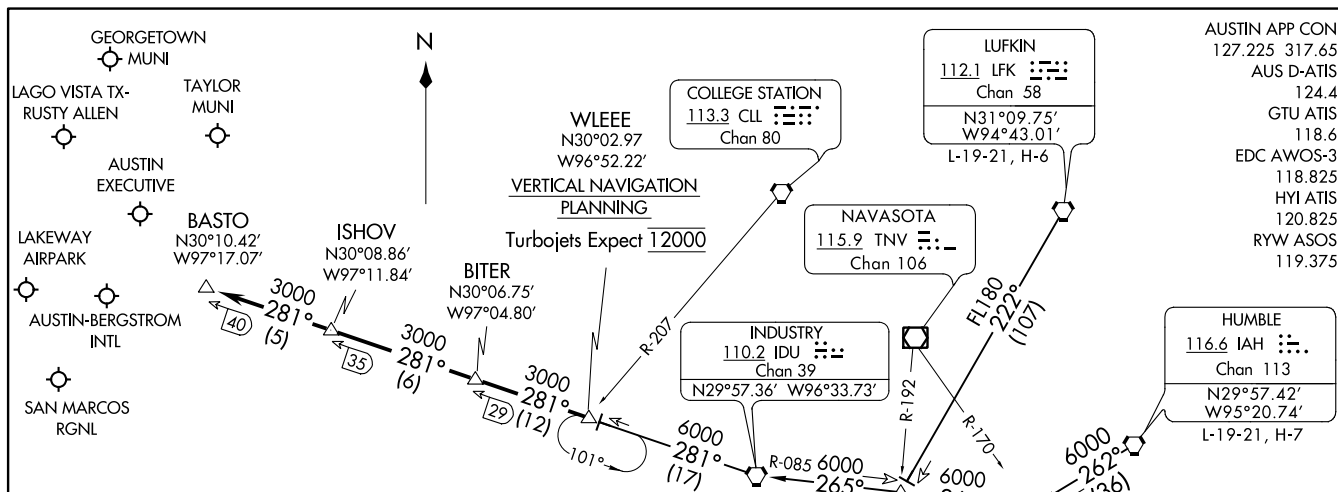 GEORGETOWN
MUNI
LAGO VISTA TX-
RUSTY ALLEN
TAYLOR
MUNI
AUSTIN
EXECUTIVE
LAKEWAY
AIRPARK
AUSTIN-BERGSTROM
INTL
SAN MARCOS
RGNL
N
BASTO
N30°10.42'
W97°17.07'
ISHOV
N30°08.86'
W97°11.84'
BITER
N30°06.75'
W97°04.80'
WLEEE
N30°02.97
W96°52.22'
VERTICAL NAVIGATION
PLANNING
Turbojets Expect 12000
COLLEGE STATION
113.3 CLL
Chan 80
NAVASOTA
115.9 TNV
Chan 106
LUFKIN
112.1 LFK
Chan 58
N31°09.75'
W94°43.01'
L-19-21, H-6
AUSTIN APP CON
127.225 317.65
AUS D-ATIS
124.4
GTU ATIS
118.6
EDC AWOS-3
118.825
HYI ATIS
120.825
RYW ASOS
119.375
HUMBLE
116.6 IAH
Chan 113
N29°57.42'
W95°20.74'
L-19-21, H-7
INDUSTRY
110.2 IDU
Chan 39
N29°57.36' W96°33.73'
3000
281°
(5)
40
3000
281°
(6)
35
3000
281°
(12)
29
101°
6000
281°
(17)
R-207
R-085
6000
265°
R-192
R-170
FL180
222°
(107)
6000
6000
262°
(36)